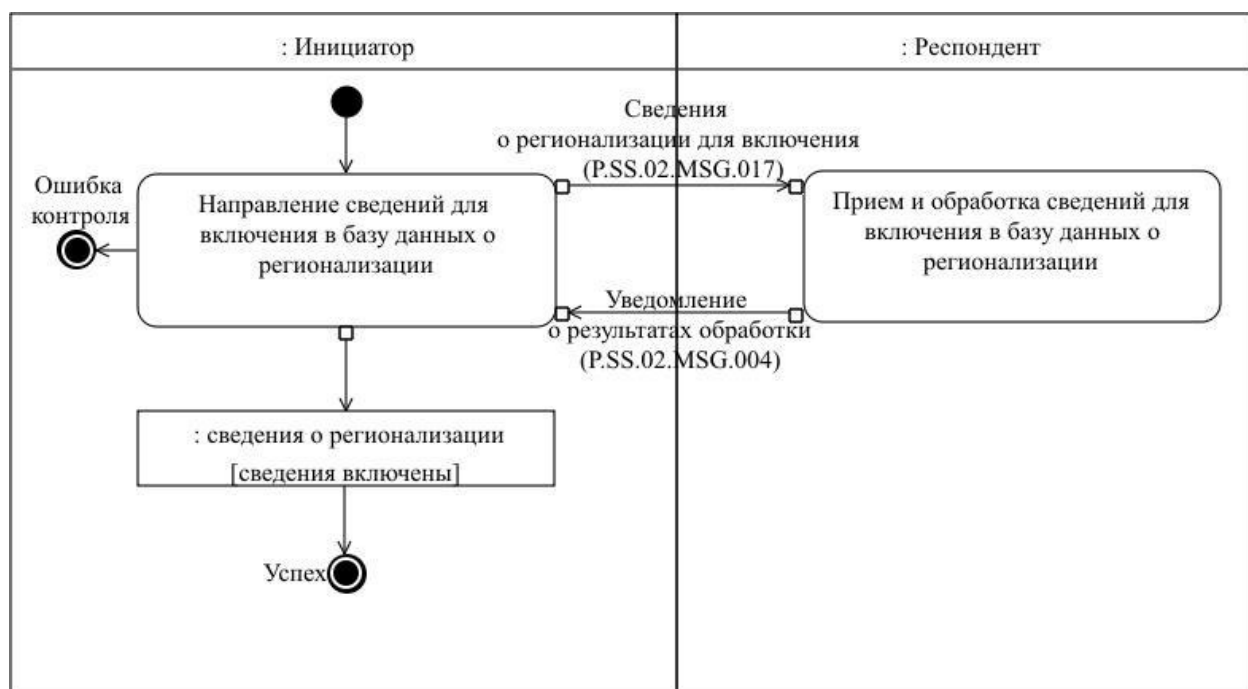 : Инициатор
: Респондент
Сведения
о регионализации для включения
(P.SS.02.MSG.017)
Ошибка
контроля
Направление сведений для
включения в базу данных о
регионализации
Прием и обработка сведений для
включения в базу данных о
регионализации
Уведомление
о результатах обработки
(P.SS.02.MSG.004)
: сведения о регионализации
[сведения включены]
Успех